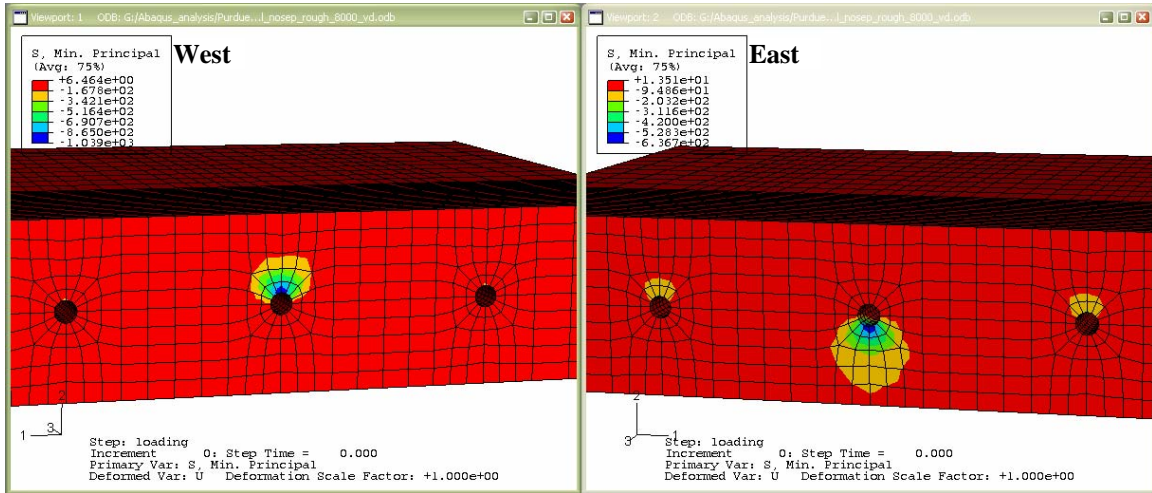 Viewport: 1 ODB: G:/Abaqus_analysis/Purdue...l_nosep_rough_8000_vd.odb
S, Min. Principal
(Avg: 75%)
+6.464e+00
-1.678e+02
-3.421e+02
-5.164e+02
-6.907e+02
-8.650e+02
-1.039e+03
West
2
1
3
Step: loading
Increment 0: Step Time = 0.000
Primary Var: S, Min. Principal
Deformed Var: U Deformation Scale Factor: +1.000e+00
Viewport: 2 ODB: G:/Abaqus_analysis/Purdue...l_nosep_rough_8000_vd.odb
S, Min. Principal
(Avg: 75%)
+1.351e+01
-9.486e+01
-2.032e+02
-3.116e+02
-4.200e+02
-5.283e+02
-6.367e+02
East
2
3
1
Step: loading
Increment 0: Step Time = 0.000
Primary Var: S, Min. Principal
Deformed Var: U Deformation Scale Factor: +1.000e+00